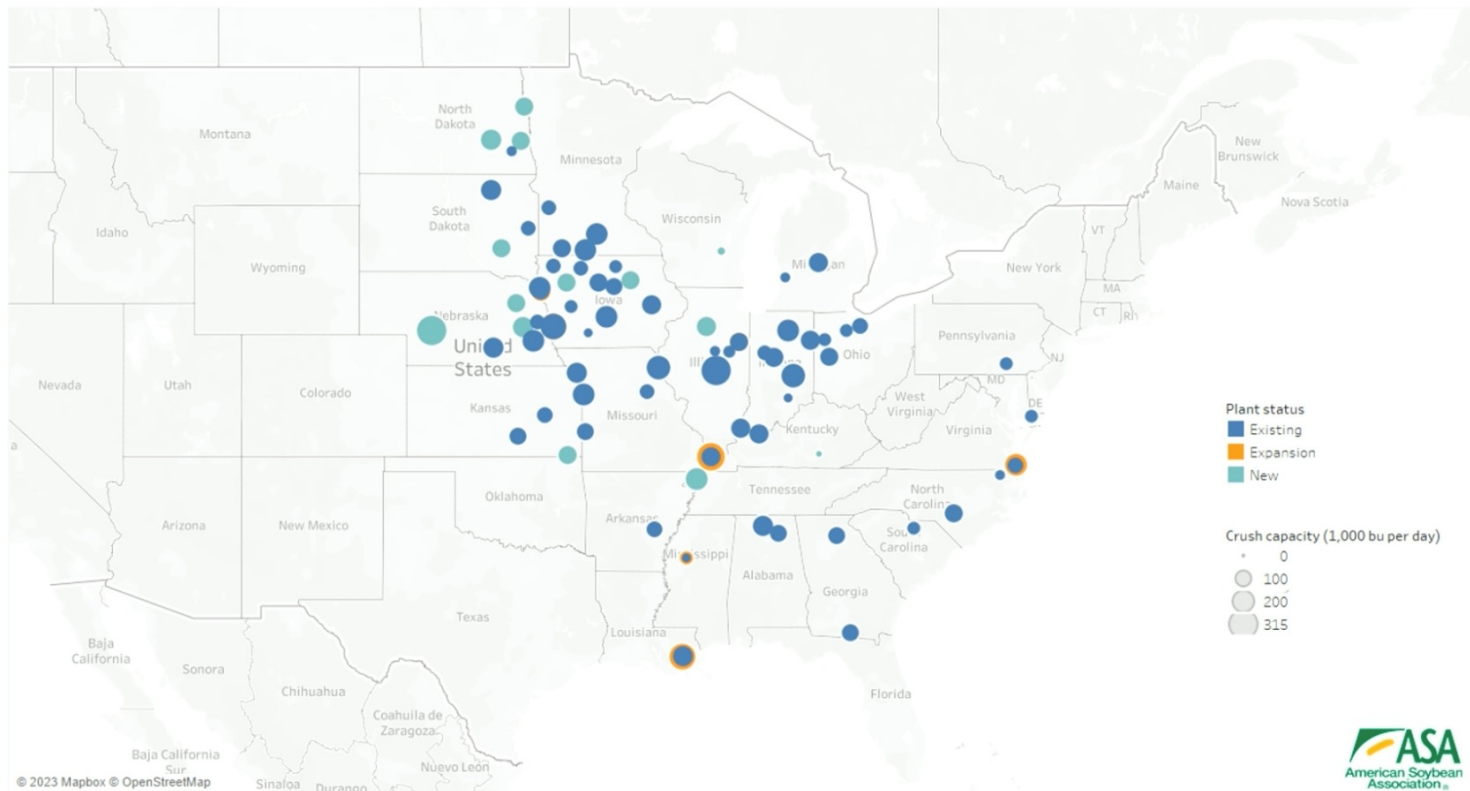 North
Dakota
Montana
New
Brunswick
Minnesota
Maine
Nova Scotia
South
Dakota
Wisconsin
Idaho
VT
Wyoming
New York
MA
CT
Iowa
Nebraska
Pennsylvania
United
States
Ohio
NJ
Nevada
Utah
Colorado
MD
DE
Kansas
Missouri
West
Virginia
Kentucky
Virginia
a
Oklahoma
Tennessee
North
Carolina
Arizona
New Mexico
Arkansas
South
Carolina
Mississippi
Alabama
Georgia
Texas
Louisiana
Baja
California
Sonora
Chihuahua
Florida
Coahuila de
Zaragoza
Baja California
Sur
Nuevo León
Sinaloa
Durango
Plant status
Existing
Expansion
New
Crush capacity (1,000 bu per day)
0
100
200
315
© 2023 Mapbox © OpenStreetMap
ASA
American Soybean
Association®